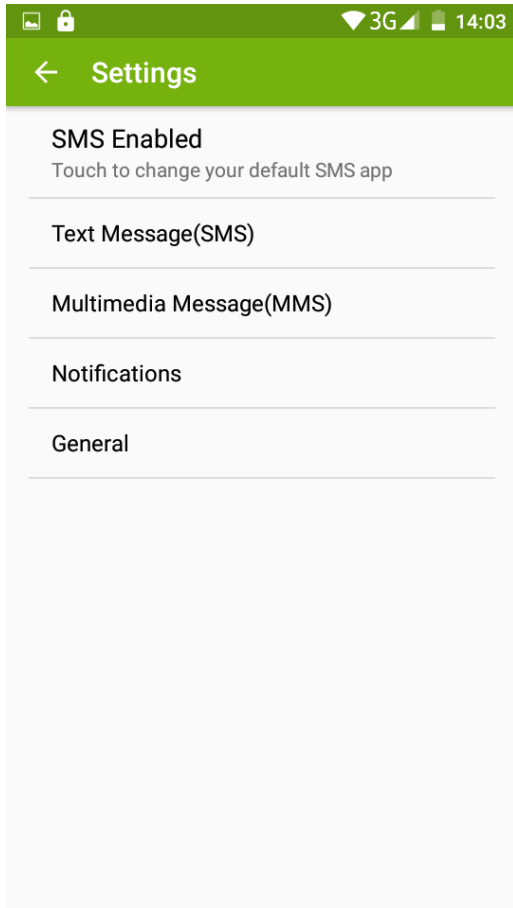 3G 14:03
Settings
SMS Enabled
Touch to change your default SMS app
Text Message(SMS)
Multimedia Message(MMS)
Notifications
General